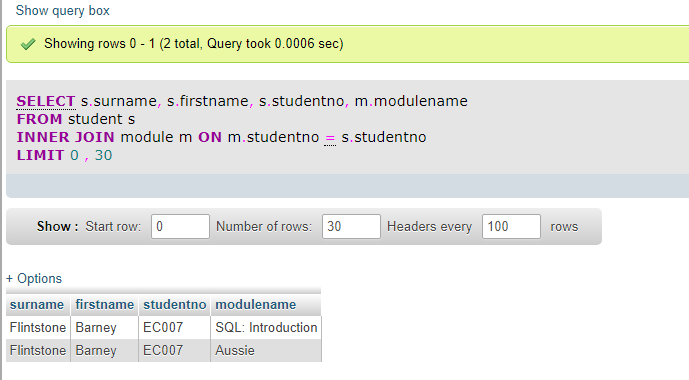 Show query box
Showing rows 0 - 1 (2 total, Query took 0.0006 sec)
SELECT s.surname, s.firstname, s.studentno, m.modulename
FROM student s
INNER JOIN module m ON m.studentno = s.studentno
LIMIT 0 , 30
Show : Start row: 0 Number of rows: 30 Headers every 100 rows
+ Options
surname firstname studentno modulename
Flintstone Barney EC007 SQL: Introduction
Flintstone Barney EC007 Aussie